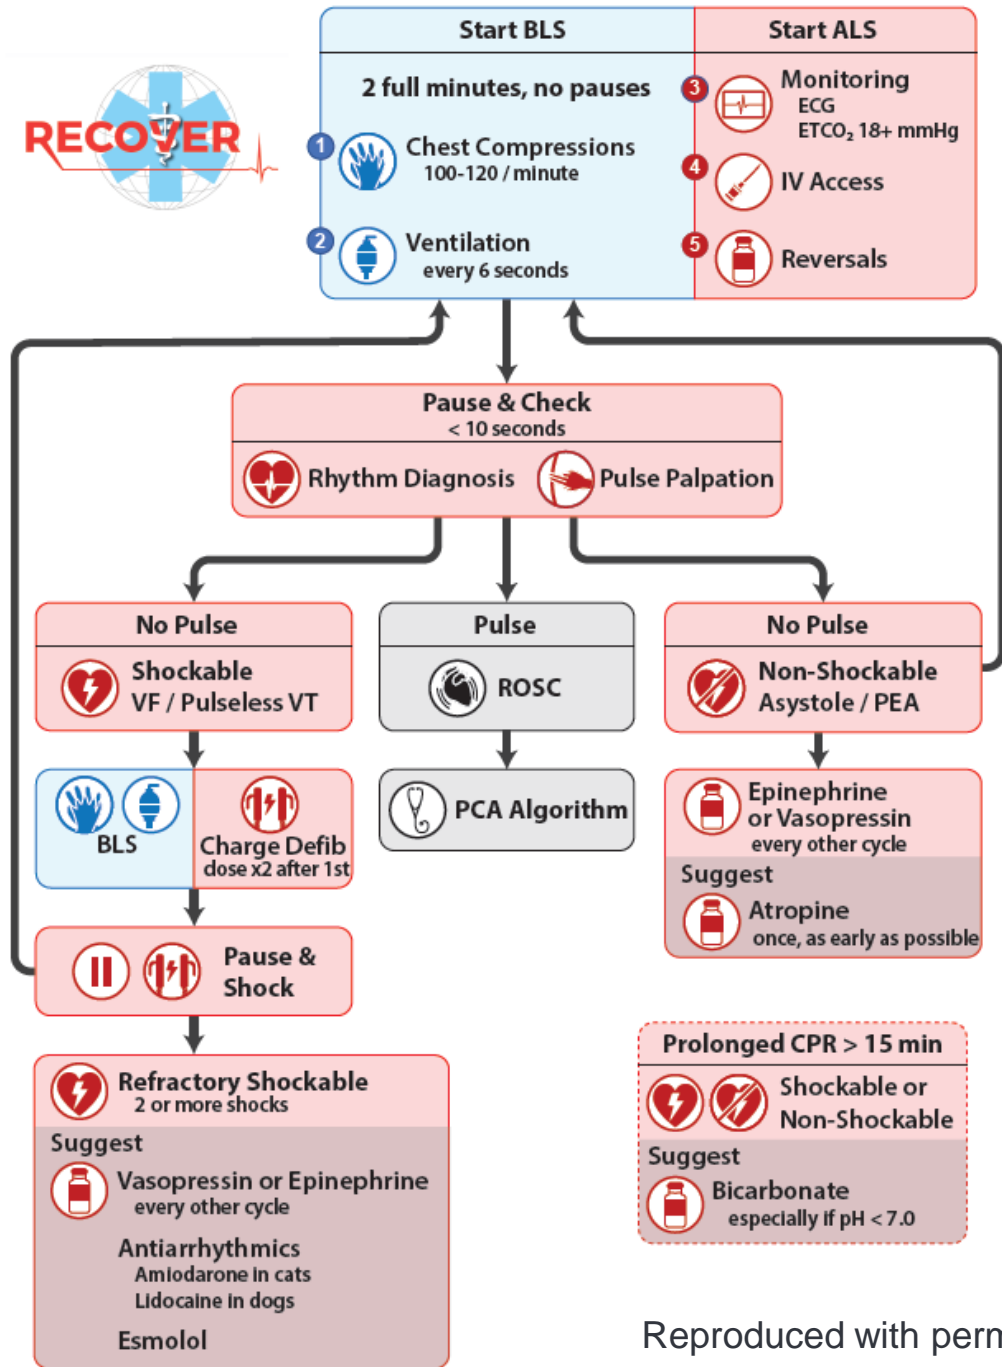 RECOVER
Start BLS
2 full minutes, no pauses
1
Chest Compressions
100-120 / minute
2
Ventilation
every 6 seconds
Start ALS
3
Monitoring
ECG
ETCO₂ 18+ mmHg
4
IV Access
5
Reversals
Pause & Check
< 10 seconds
Rhythm Diagnosis
Pulse Palpation
No Pulse
Shockable
VF / Pulseless VT
BLS
Charge Defib
dose x2 after 1st
Pause &
Shock
Refractory Shockable
2 or more shocks
Suggest
Vasopressin or Epinephrine
every other cycle
Antiarrhythmics
Amiodarone in cats
Lidocaine in dogs
Esmolol
Pulse
ROSC
PCA Algorithm
No Pulse
Non-Shockable
Asystole / PEA
Epinephrine
or Vasopressin
every other cycle
Suggest
Atropine
once, as early as possible
Prolonged CPR > 15 min
Shockable or
Non-Shockable
Suggest
Bicarbonate
especially if pH < 7.0
Reproduced with perm